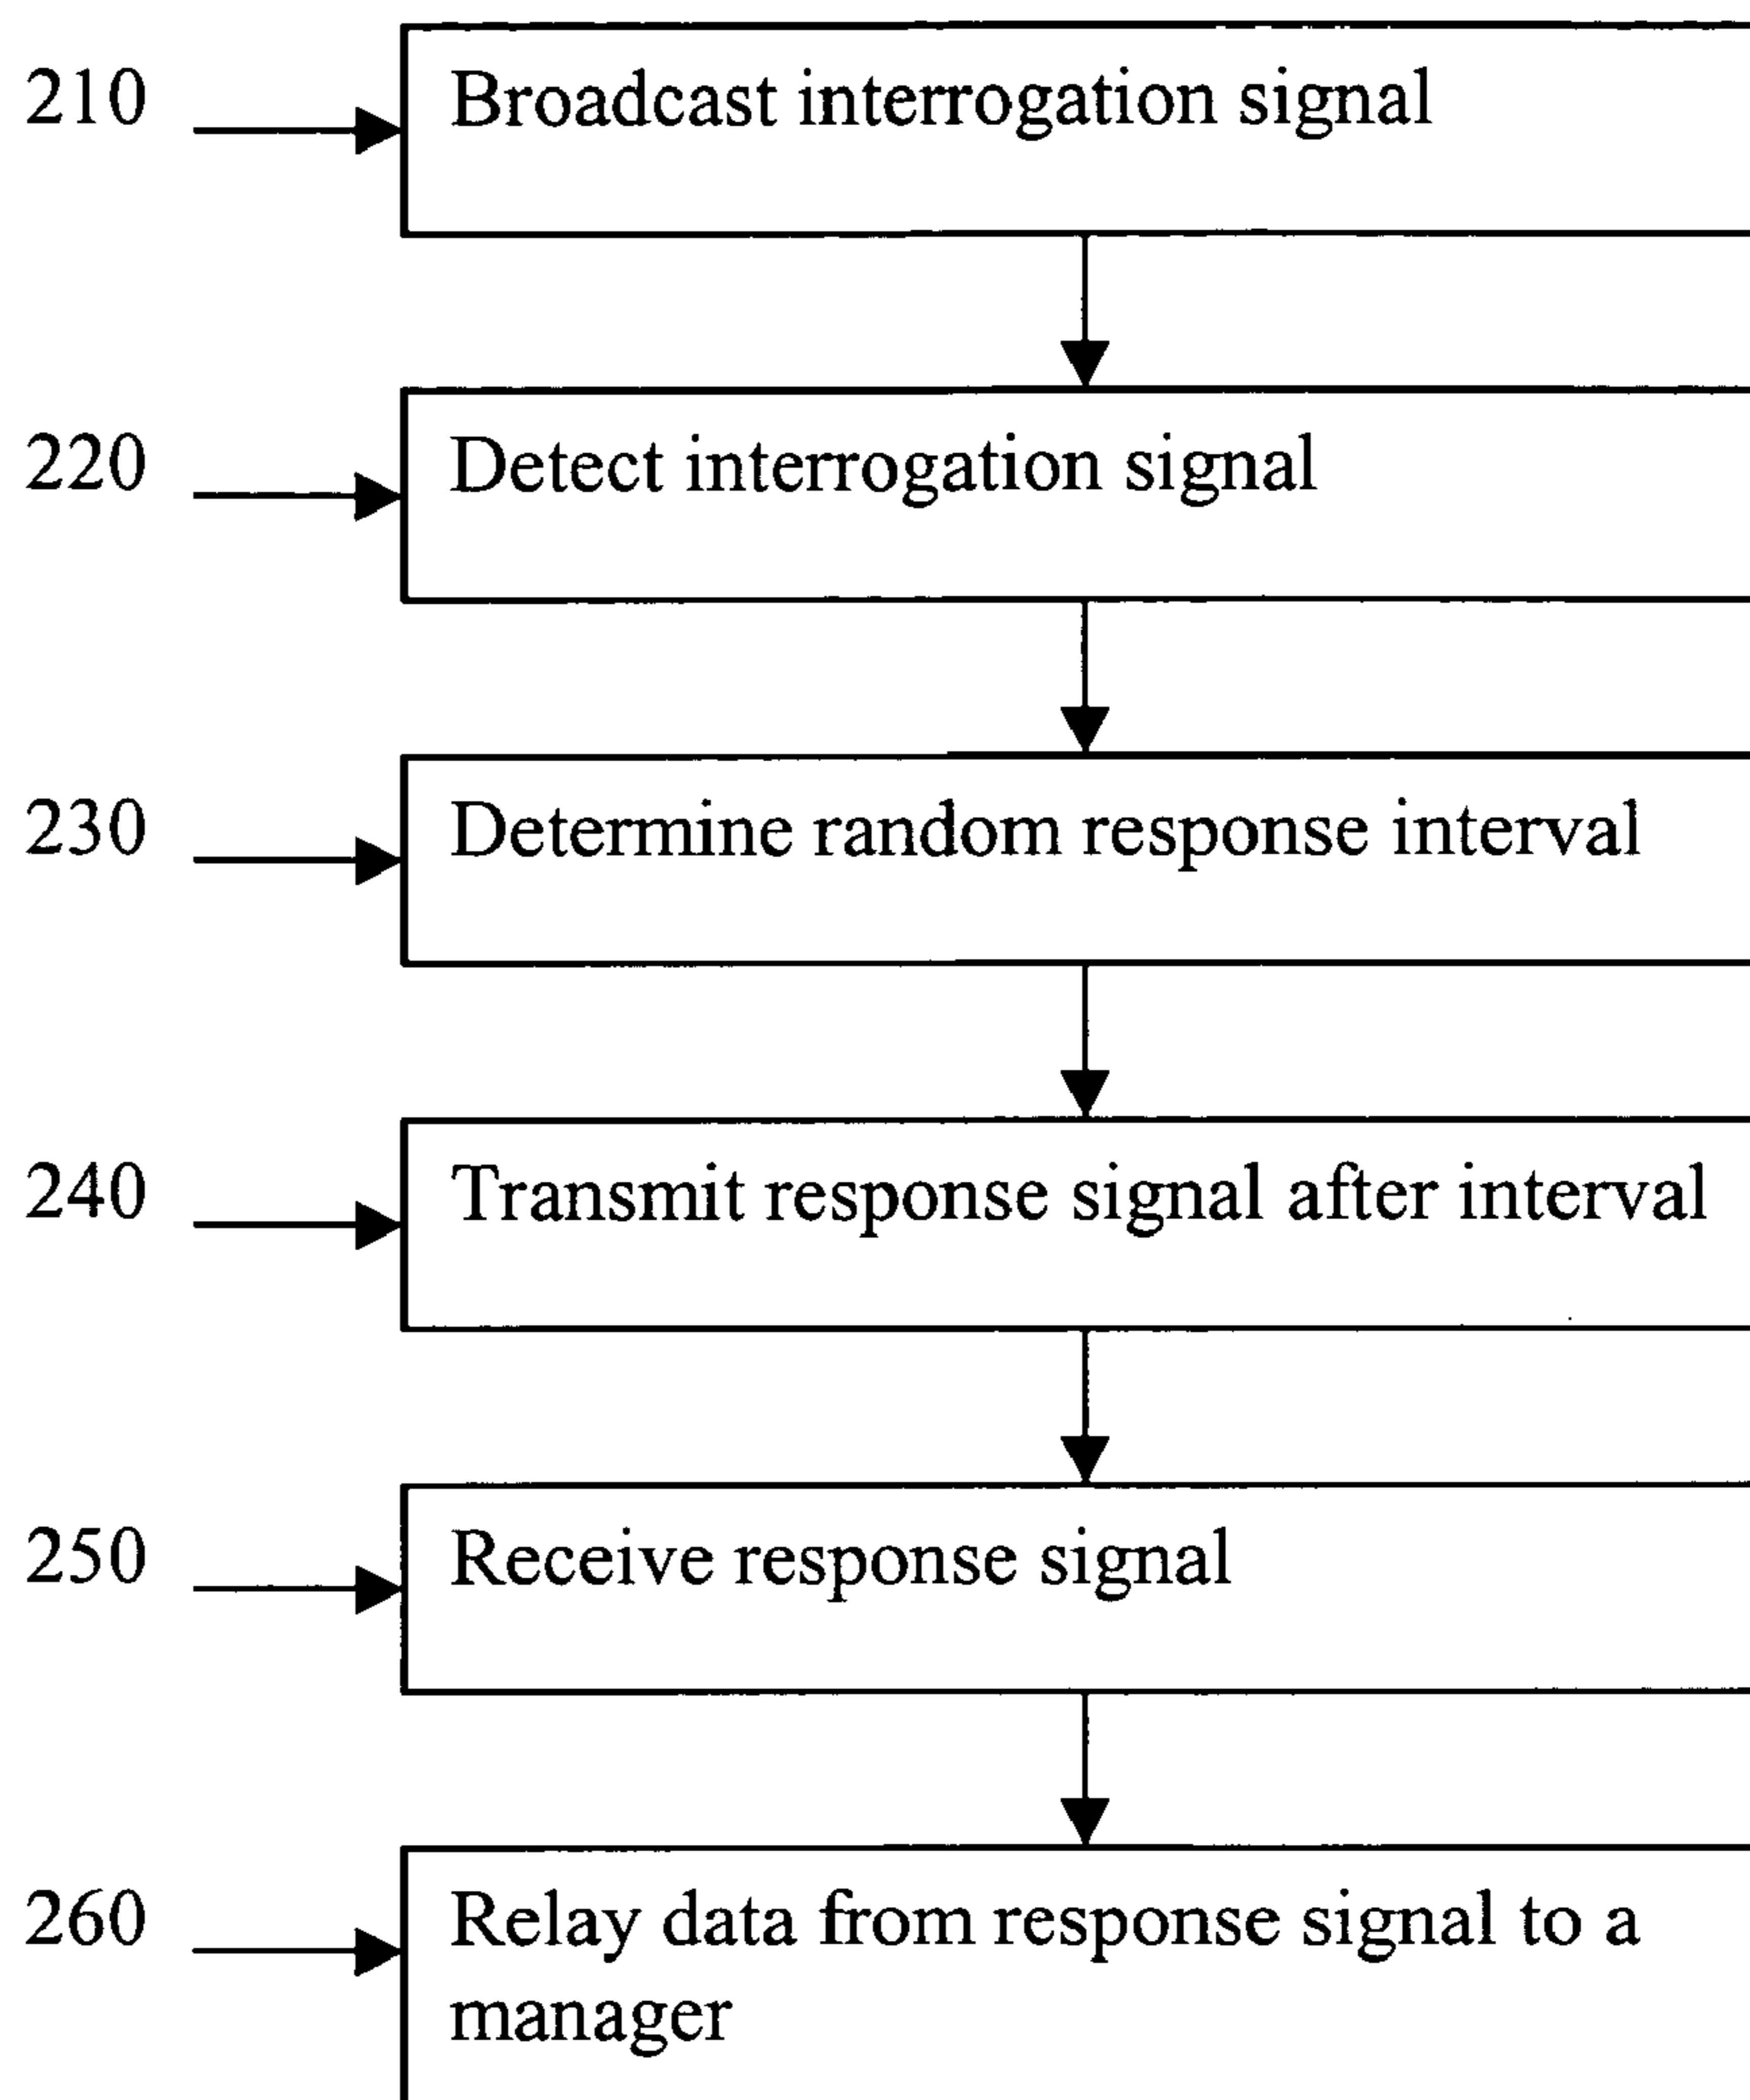 210
Broadcast interrogation signal
220
Detect interrogation signal
230
Determine random response interval
240
Transmit response signal after interval
250
Receive response signal
260
Relay data from response signal to a
manager